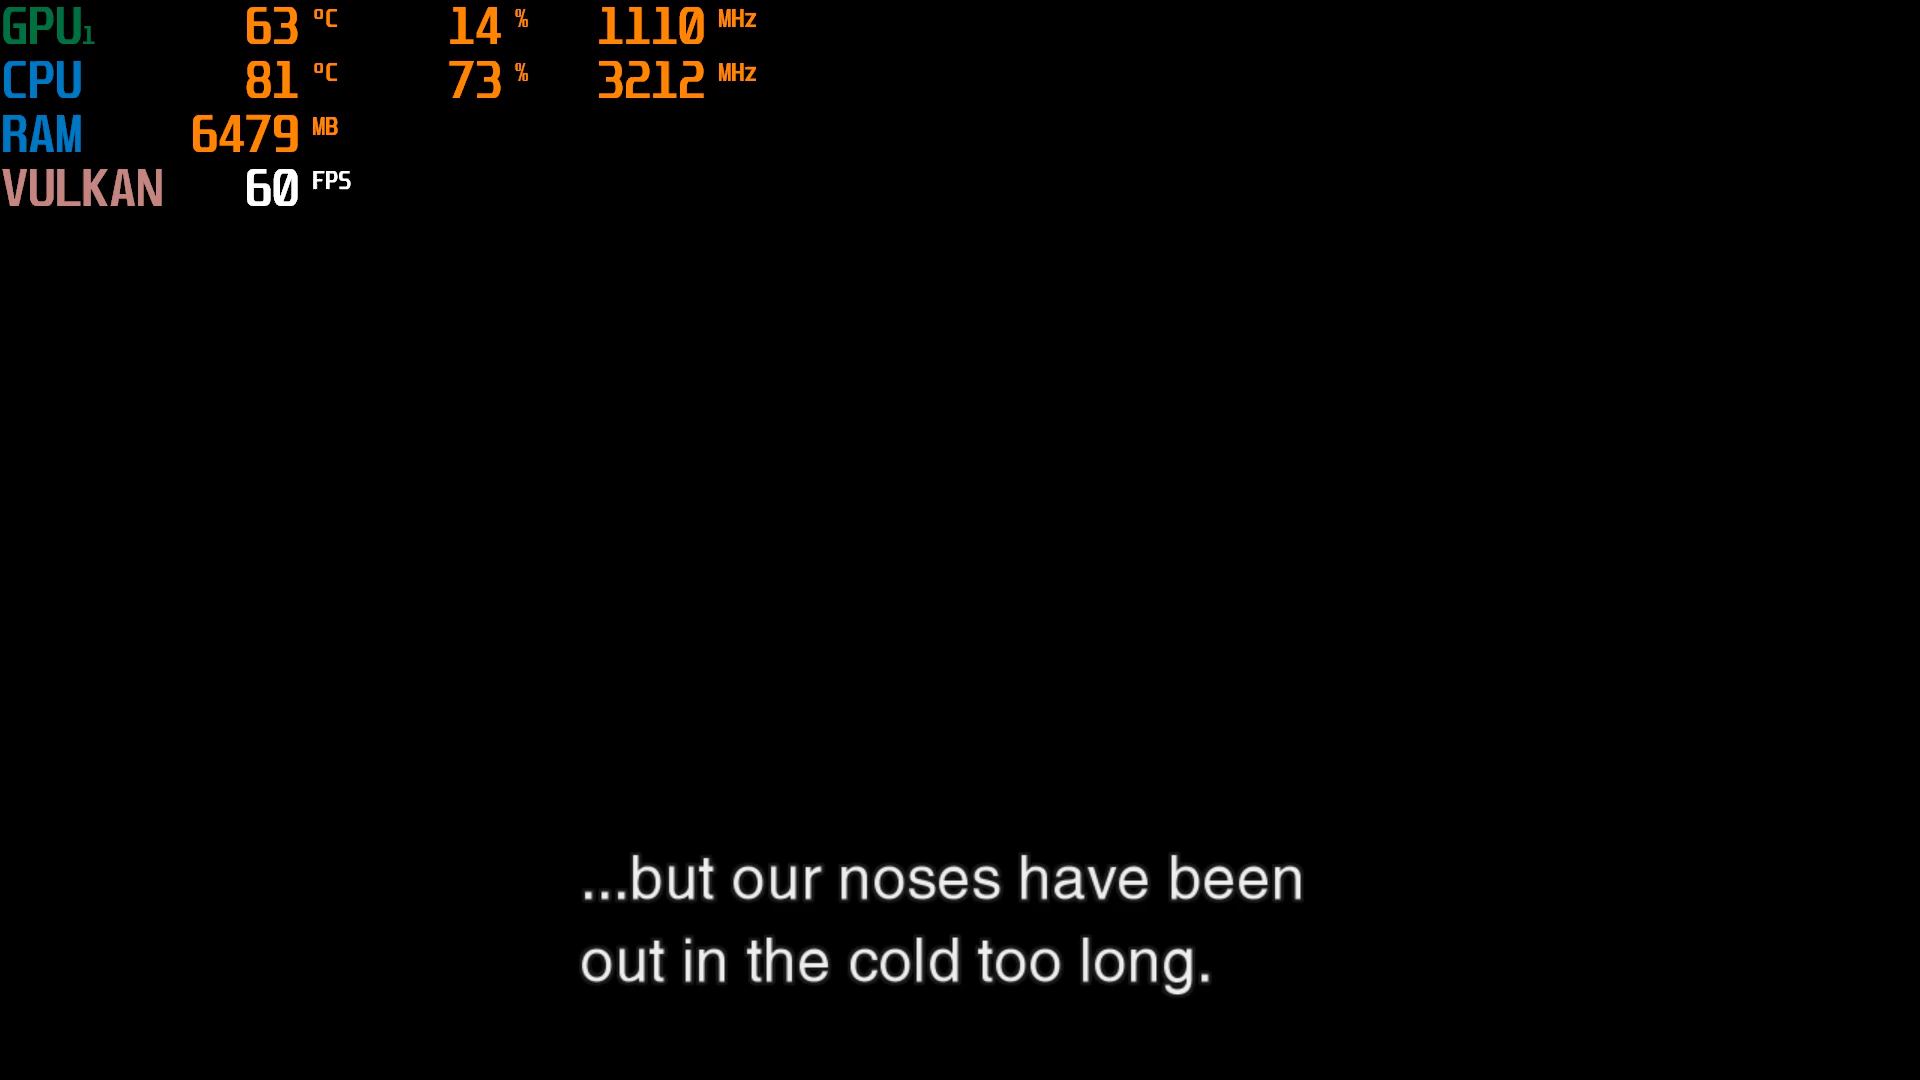 GPU1 63 °C 14 % 1110 MHz
CPU 81 °C 73 % 3212 MHz
RAM 6479 MB
VULKAN 60 FPS
...but our noses have been
out in the cold too long.